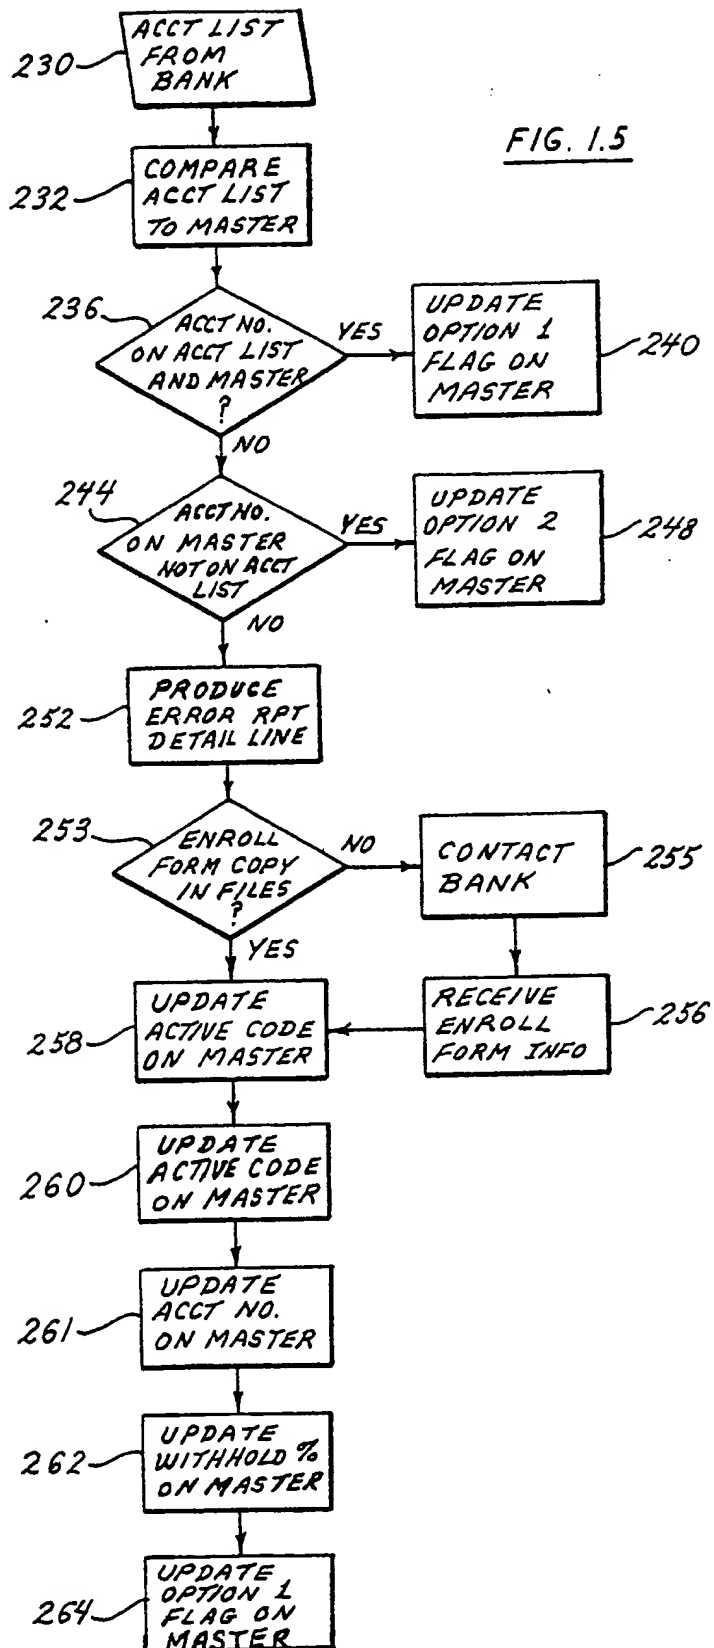 ACCT LIST
FROM
BANK
230
FIG. 1.5
COMPARE
ACCT LIST
TO MASTER
232
236
ACCT NO.
ON ACCT LIST
AND MASTER
?
YES
UPDATE
OPTION 1
FLAG ON
MASTER
240
NO
244
ACCT NO.
ON MASTER
NOT ON ACCT
LIST
YES
UPDATE
OPTION 2
FLAG ON
MASTER
248
NO
PRODUCE
ERROR RPT
DETAIL LINE
252
253
ENROLL
FORM COPY
IN FILES
?
NO
CONTACT
BANK
255
YES
RECEIVE
ENROLL
FORM INFO
256
UPDATE
ACTIVE CODE
ON MASTER
258
UPDATE
ACTIVE CODE
ON MASTER
260
UPDATE
ACCT NO.
ON MASTER
261
UPDATE
WITHHOLD %
ON MASTER
262
UPDATE
OPTION 1
FLAG ON
MASTER
264